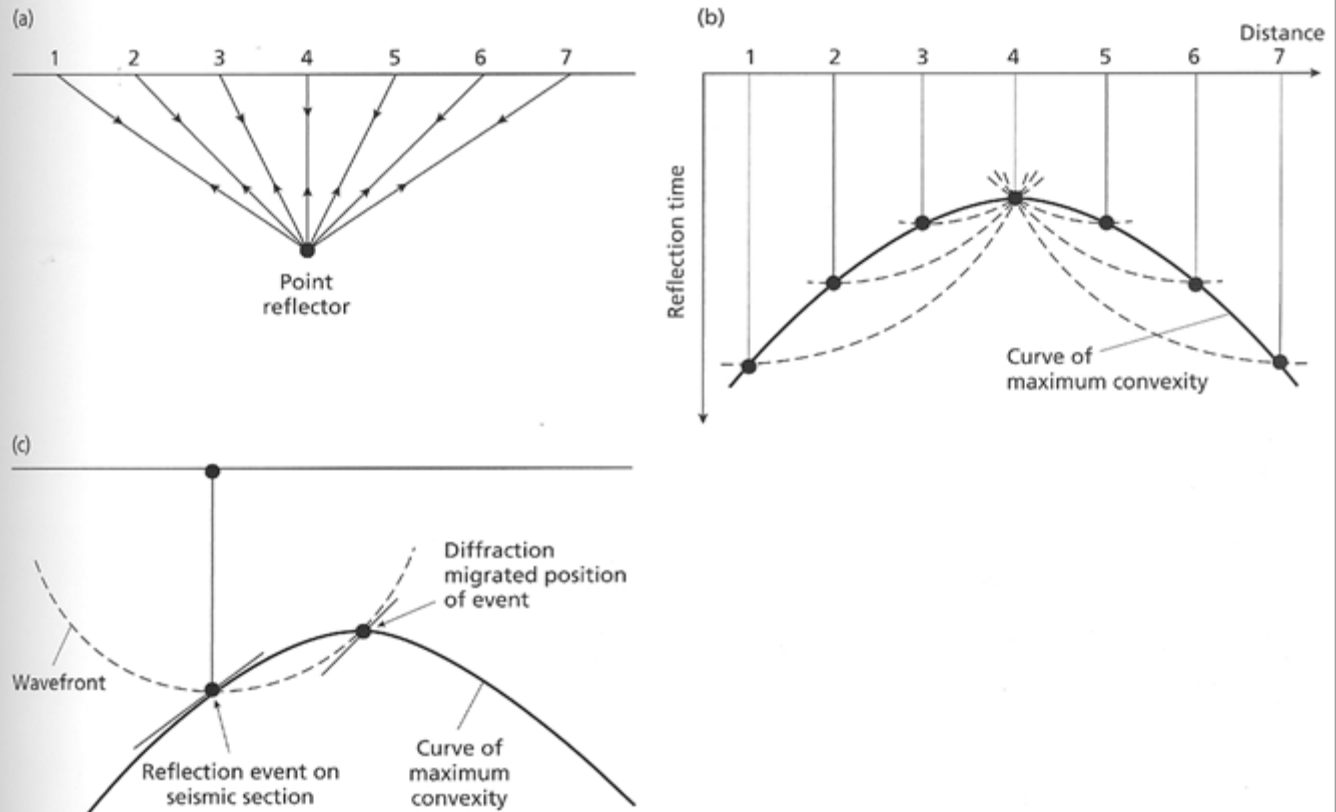 (a)
1 2 3 4 5 6 7
Point
reflector
(b)
Distance
1 2 3 4 5 6 7
Reflection time
Curve of
maximum convexity
(c)
Diffraction
migrated position
of event
Wavefront
Reflection event on
seismic section
Curve of
maximum
convexity